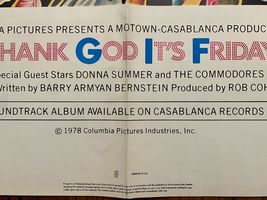 A PICTURES PRESENTS A MOTOWN-CASABLANCA PRODUC
HANK GOD IT'S FRIDAY
pecial Guest Stars DONNA SUMMER and THE COMMODORES
Written by BARRY ARMYAN BERNSTEIN Produced by ROB COH
UNDTRACK ALBUM AVAILABLE ON CASABLANCA RECORDS
© 1978 Columbia Pictures Industries, Inc.